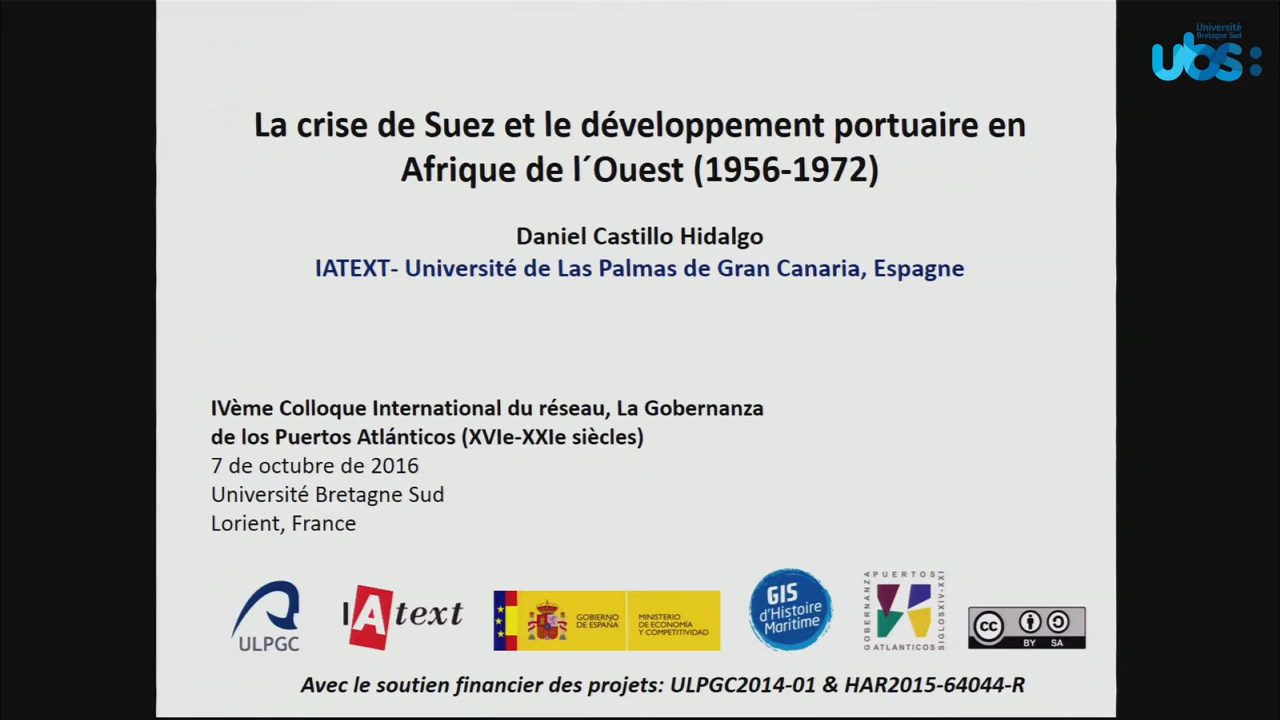 Université
Bretagne Sud
ubs:
La crise de Suez et le développement portuaire en
Afrique de l´Ouest (1956-1972)
Daniel Castillo Hidalgo
IATEXT- Université de Las Palmas de Gran Canaria, Espagne
IVème Colloque International du réseau, La Gobernanza
de los Puertos Atlánticos (XVIe-XXIe siècles)
7 de octubre de 2016
Université Bretagne Sud
Lorient, France
ULPGC
IAtext
GOBIERNO
DE ESPAÑA
MINISTERIO
DE ECONOMÍA
Y COMPETITIVIDAD
GIS
d'Histoire
Maritime
GOBERNANZA
PUERTOS
ATLANTICOS
SIGLOSXIV-XXI
cc
BY SA
Avec le soutien financier des projets: ULPGC2014-01 & HAR2015-64044-R